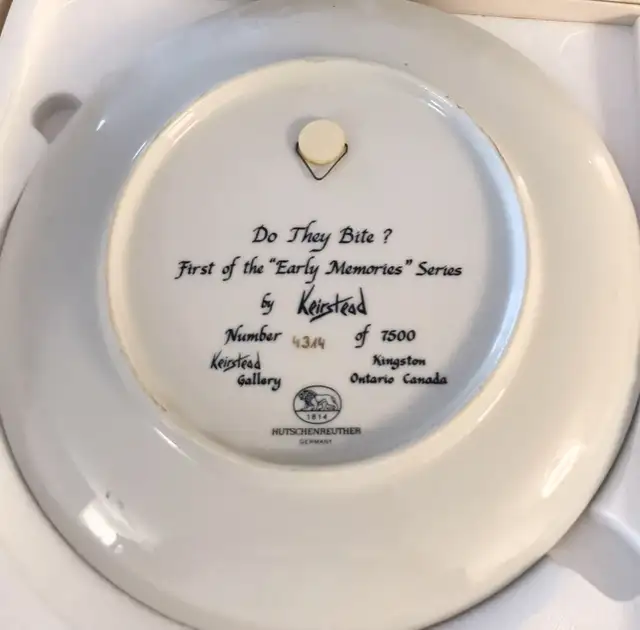 Do They Bite ?
First of the "Early Memories" Series
by Keirstead
Number 4314 of 7500
Keirstead Gallery
Kingston Ontario Canada
1814
HUTSCHENREUTHER
GERMANY